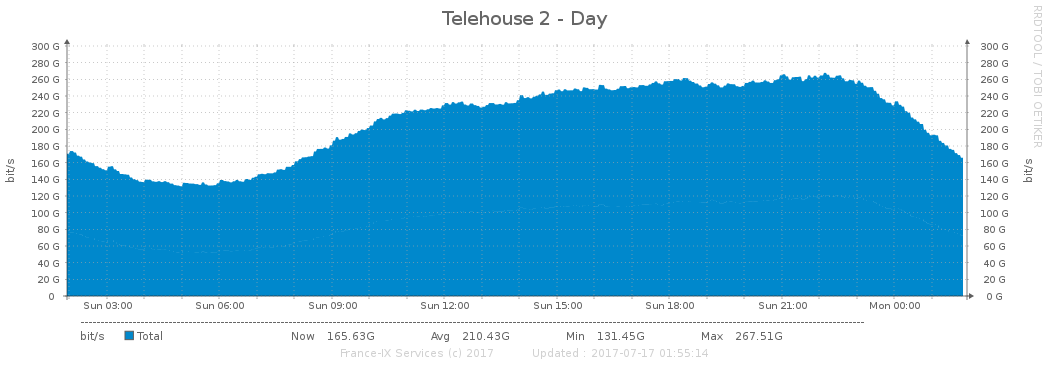 Telehouse 2 - Day
RRDTOOL / TOBI OETIKER
bit/s
300 G 300 G
280 G 280 G
260 G 260 G
240 G 240 G
220 G 220 G
200 G 200 G
180 G 180 G
160 G 160 G
140 G 140 G
120 G 120 G
100 G 100 G
80 G 80 G
60 G 60 G
40 G 40 G
20 G 20 G
0 0 G
bit/s
Sun 03:00 Sun 06:00 Sun 09:00 Sun 12:00 Sun 15:00 Sun 18:00 Sun 21:00 Mon 00:00
bit/s Total Now 165.63G Avg 210.43G Min 131.45G Max 267.51G
France-IX Services (c) 2017 Updated : 2017-07-17 01:55:14